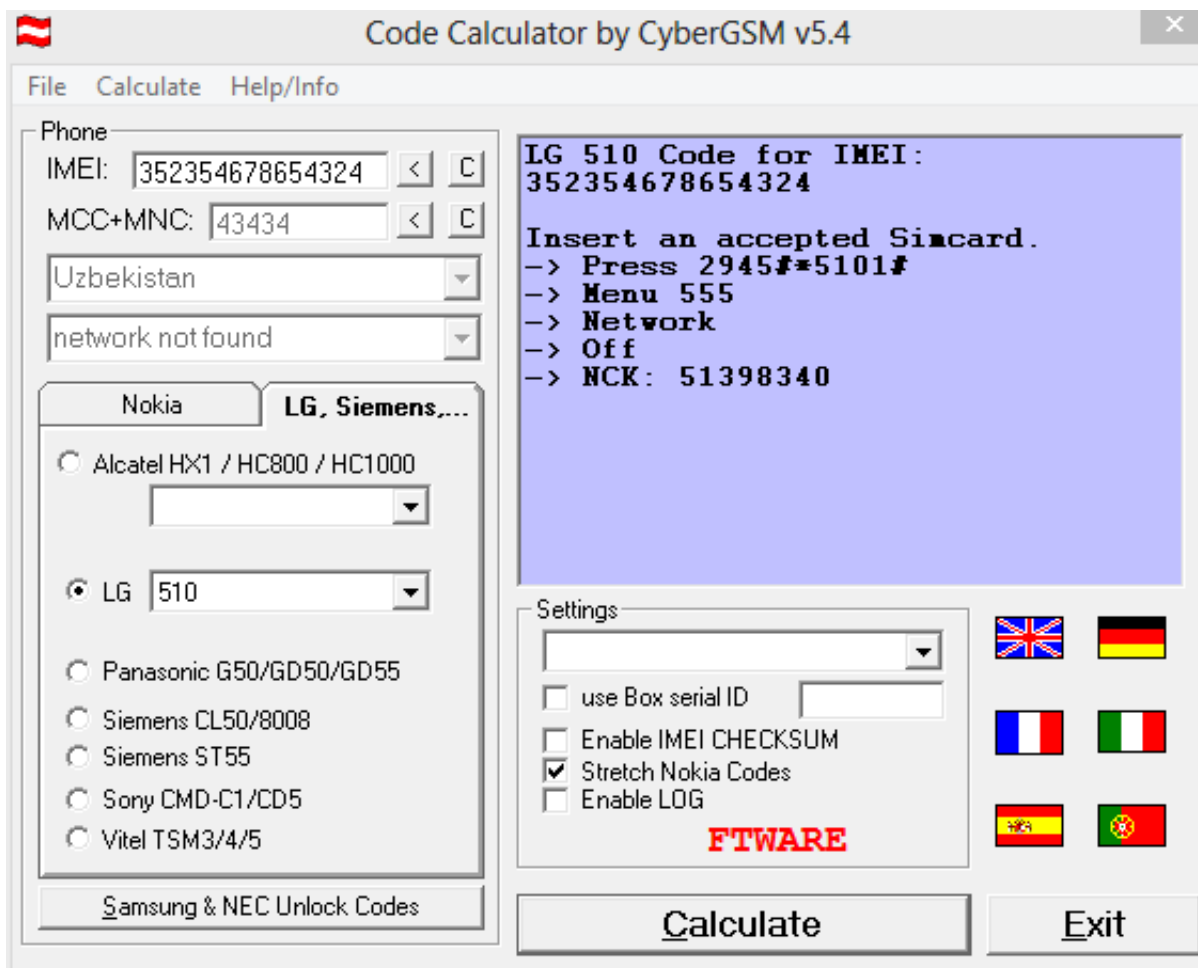 Code Calculator by CyberGSM v5.4
File Calculate Help/Info
Phone
IMEI: 352354678654324 < C
MCC+MNC: 43434 < C
Uzbekistan
network not found
Nokia LG, Siemens,...
Alcatel HX1 / HC800 / HC1000
LG 510
Panasonic G50/GD50/GD55
Siemens CL50/8008
Siemens ST55
Sony CMD-C1/CD5
Vitel TSM3/4/5
Samsung & NEC Unlock Codes
LG 510 Code for IMEI:
352354678654324
Insert an accepted Simcard.
-> Press 2945#*5101#
-> Menu 555
-> Network
-> Off
-> NCK: 51398340
Settings
use Box serial ID
Enable IMEI CHECKSUM
Stretch Nokia Codes
Enable LOG
FTWARE
Calculate
Exit